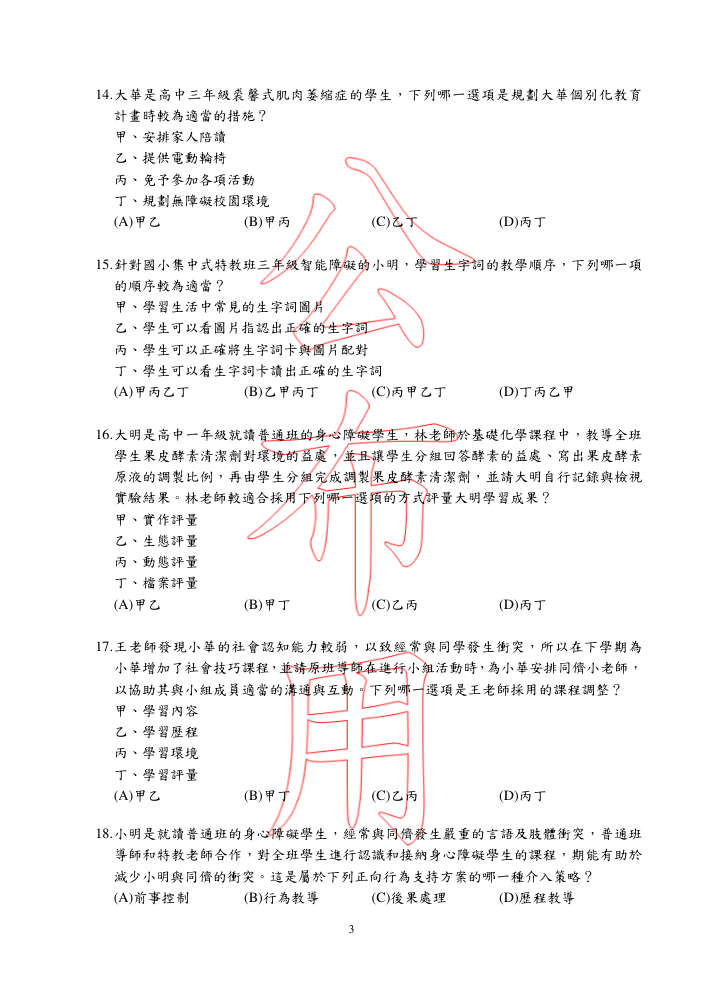 14.大華是高中三年級裘馨式肌肉萎縮症的學生，下列哪一選項是規劃大華個別化教育
計畫時較為適當的措施？
甲、安排家人陪讀
乙、提供電動輪椅
丙、免予參加各項活動
丁、規劃無障礙校園環境
(A)甲乙 (B)甲丙 (C)乙丁 (D)丙丁
15.針對國小集中式特教班三年級智能障礙的小明，學習生字詞的教學順序，下列哪一項
的順序較為適當？
甲、學習生活中常見的生字詞圖片
乙、學生可以看圖片指認出正確的生字詞
丙、學生可以正確將生字詞卡與圖片配對
丁、學生可以看生字詞卡讀出正確的生字詞
(A)甲丙乙丁 (B)乙甲丙丁 (C)丙甲乙丁 (D)丁丙乙甲
16.大明是高中一年級就讀普通班的身心障礙學生，林老師於基礎化學課程中，教導全班
學生果皮酵素清潔劑對環境的益處，並且讓學生分組回答酵素的益處、寫出果皮酵素
原液的調製比例，再由學生分組完成調製果皮酵素清潔劑，並請大明自行記錄與檢視
實驗結果。林老師較適合採用下列哪一選項的方式評量大明學習成果？
甲、實作評量
乙、生態評量
丙、動態評量
丁、檔案評量
(A)甲乙 (B)甲丁 (C)乙丙 (D)丙丁
17.王老師發現小華的社會認知能力較弱，以致經常與同學發生衝突，所以在下學期為
小華增加了社會技巧課程，並請原班導師在進行小組活動時，為小華安排同儕小老師，
以協助其與小組成員適當的溝通與互動。下列哪一選項是王老師採用的課程調整？
甲、學習內容
乙、學習歷程
丙、學習環境
丁、學習評量
(A)甲乙 (B)甲丁 (C)乙丙 (D)丙丁
18.小明是就讀普通班的身心障礙學生，經常與同儕發生嚴重的言語及肢體衝突，普通班
導師和特教老師合作，對全班學生進行認識和接納身心障礙學生的課程，期能有助於
減少小明與同儕的衝突。這是屬於下列正向行為支持方案的哪一種介入策略？
(A)前事控制 (B)行為教導 (C)後果處理 (D)歷程教導
3
公布用